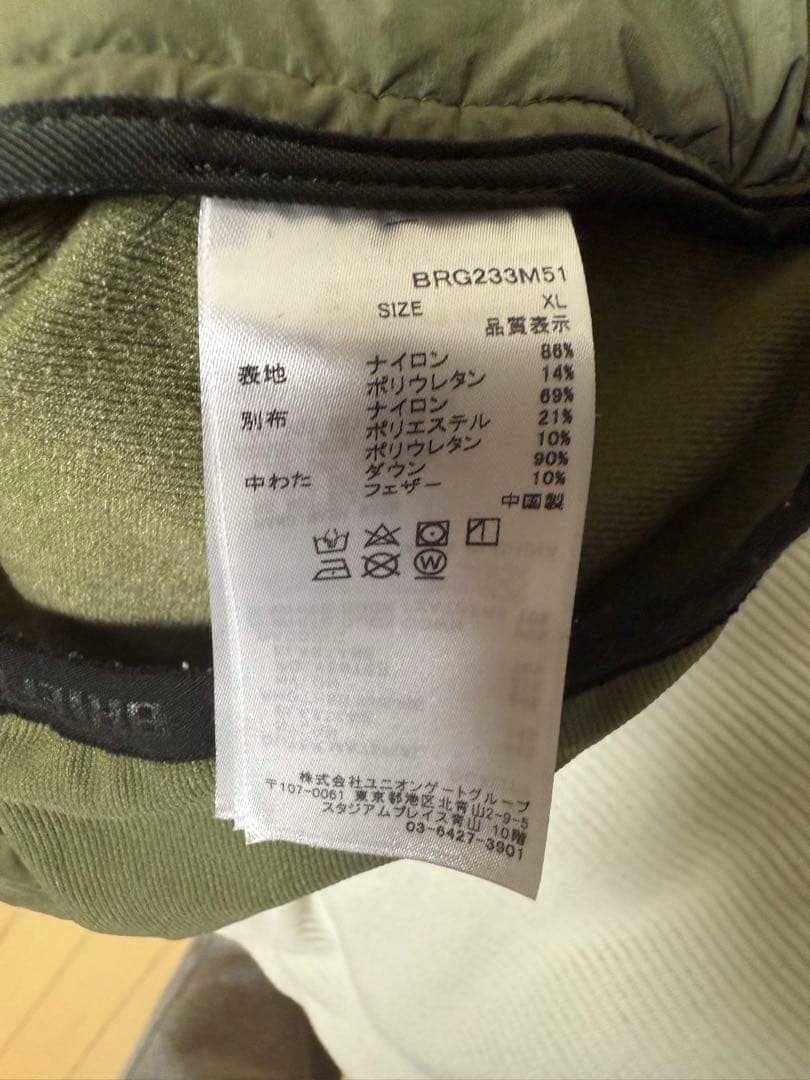 BRG233M51
SIZE XL
品質表示
表地 ナイロン 86%
ポリウレタン 14%
別布 ナイロン 69%
ポリエステル 21%
ポリウレタン 10%
中わた ダウン 90%
フェザー 10%
中国製
W
株式会社ユニオンゲートグループ
〒107-0061 東京都港区北青山2-9-5
スタジアムプレイス青山 10階
03-6427-3901